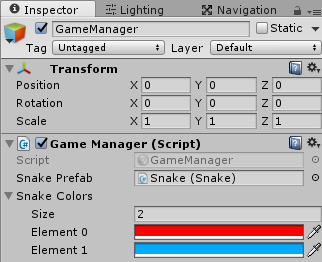 Inspector Lighting Navigation
GameManager Static
Tag Untagged Layer Default
Transform
Position X 0 Y 0 Z 0
Rotation X 0 Y 0 Z 0
Scale X 1 Y 1 Z 1
Game Manager (Script)
Script GameManager
Snake Prefab Snake (Snake)
Snake Colors
Size 2
Element 0
Element 1